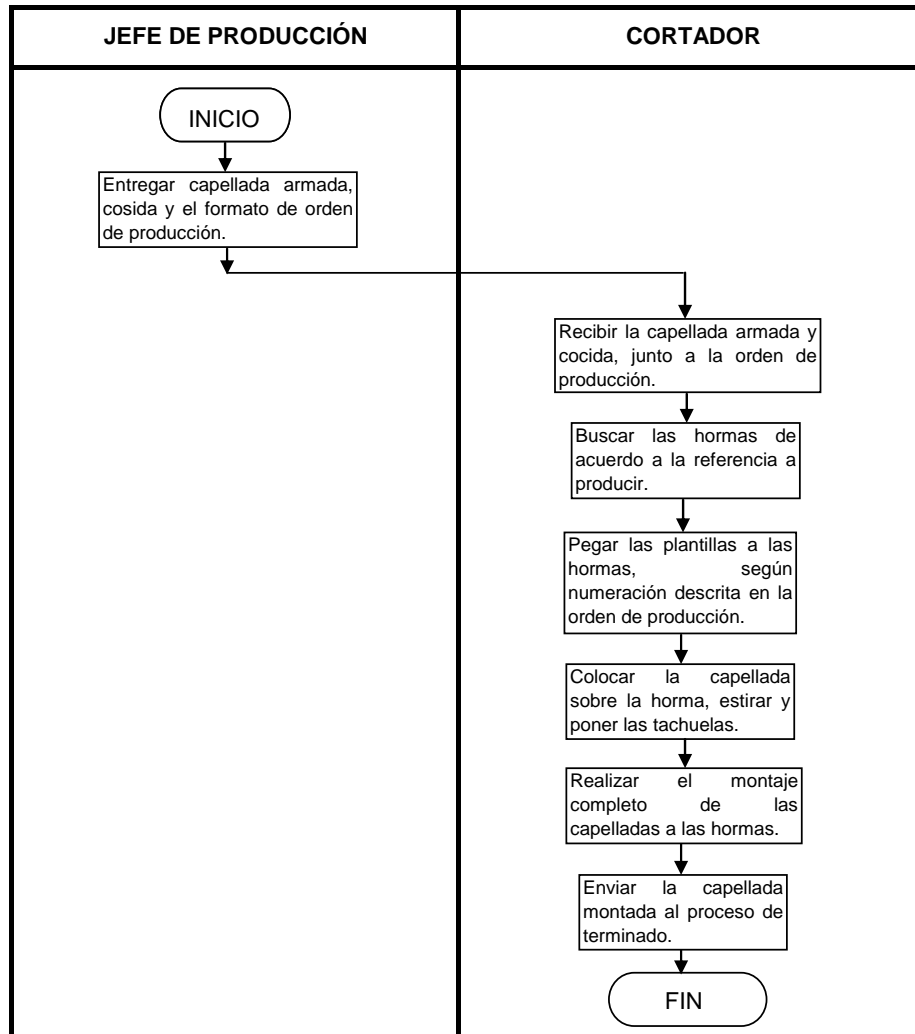 JEFE DE PRODUCCIÓN
CORTADOR
INICIO
Entregar capellada armada,
cosida y el formato de orden
de producción.
Recibir la capellada armada y
cocida, junto a la orden de
producción.
Buscar las hormas de
acuerdo a la referencia a
producir.
Pegar las plantillas a las
hormas, según
numeración descrita en la
orden de producción.
Colocar la capellada
sobre la horma, estirar y
poner las tachuelas.
Realizar el montaje
completo de las
capelladas a las hormas.
Enviar la capellada
montada al proceso de
terminado.
FIN